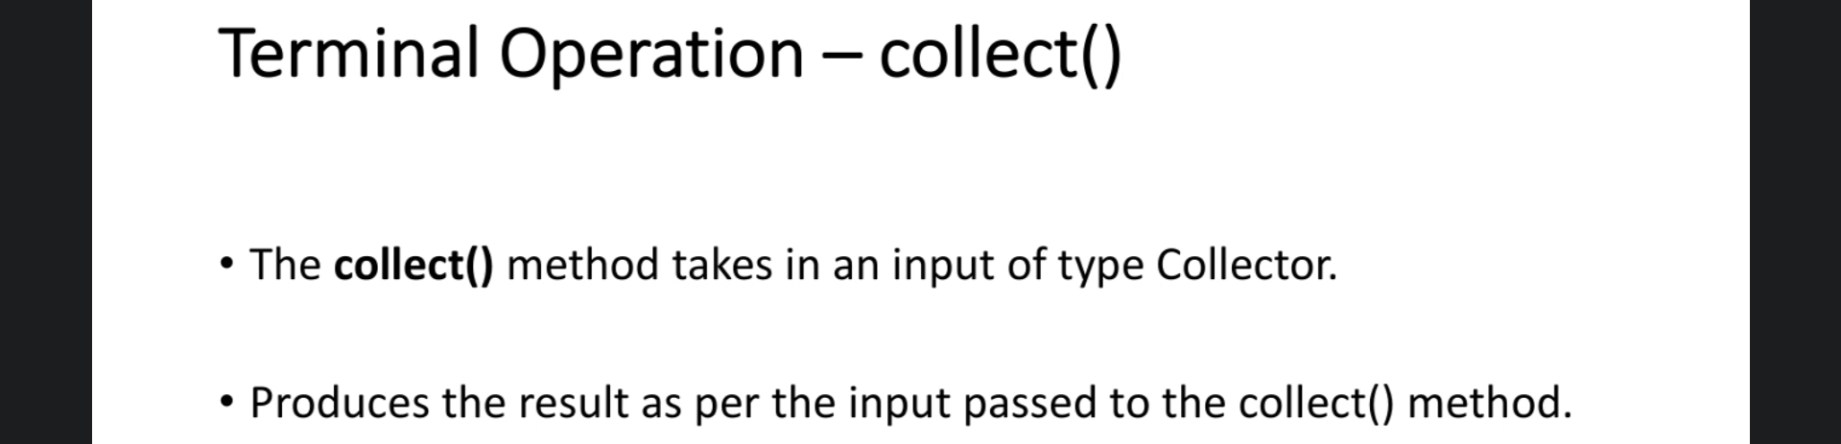 Terminal Operation – collect()
• The collect() method takes in an input of type Collector.
• Produces the result as per the input passed to the collect() method.